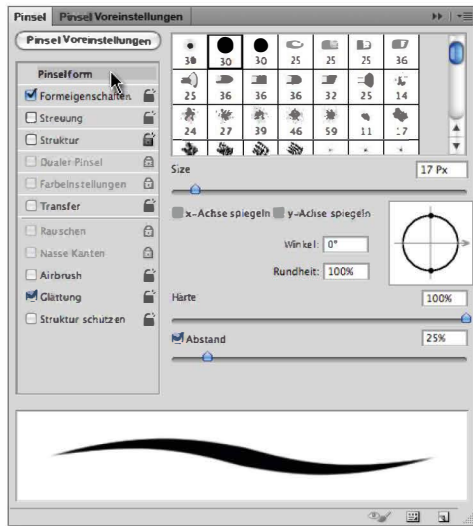 Pinsel Pinsel Voreinstellungen
Pinsel Voreinstellungen
Pinselform
Formeigenschaften
Streuung
Struktur
Dualer Pinsel
Farbeinstellungen
Transfer
Rauschen
Nasse Kanten
Airbrush
Glättung
Struktur schützen
30 30 30 25 25 25 36
25 36 36 36 32 25 14
24 27 39 46 59 11 17
Size 17 Px
x-Achse spiegeln y-Achse spiegeln
Winkel: 0°
Rundheit: 100%
Härte 100%
Abstand 25%